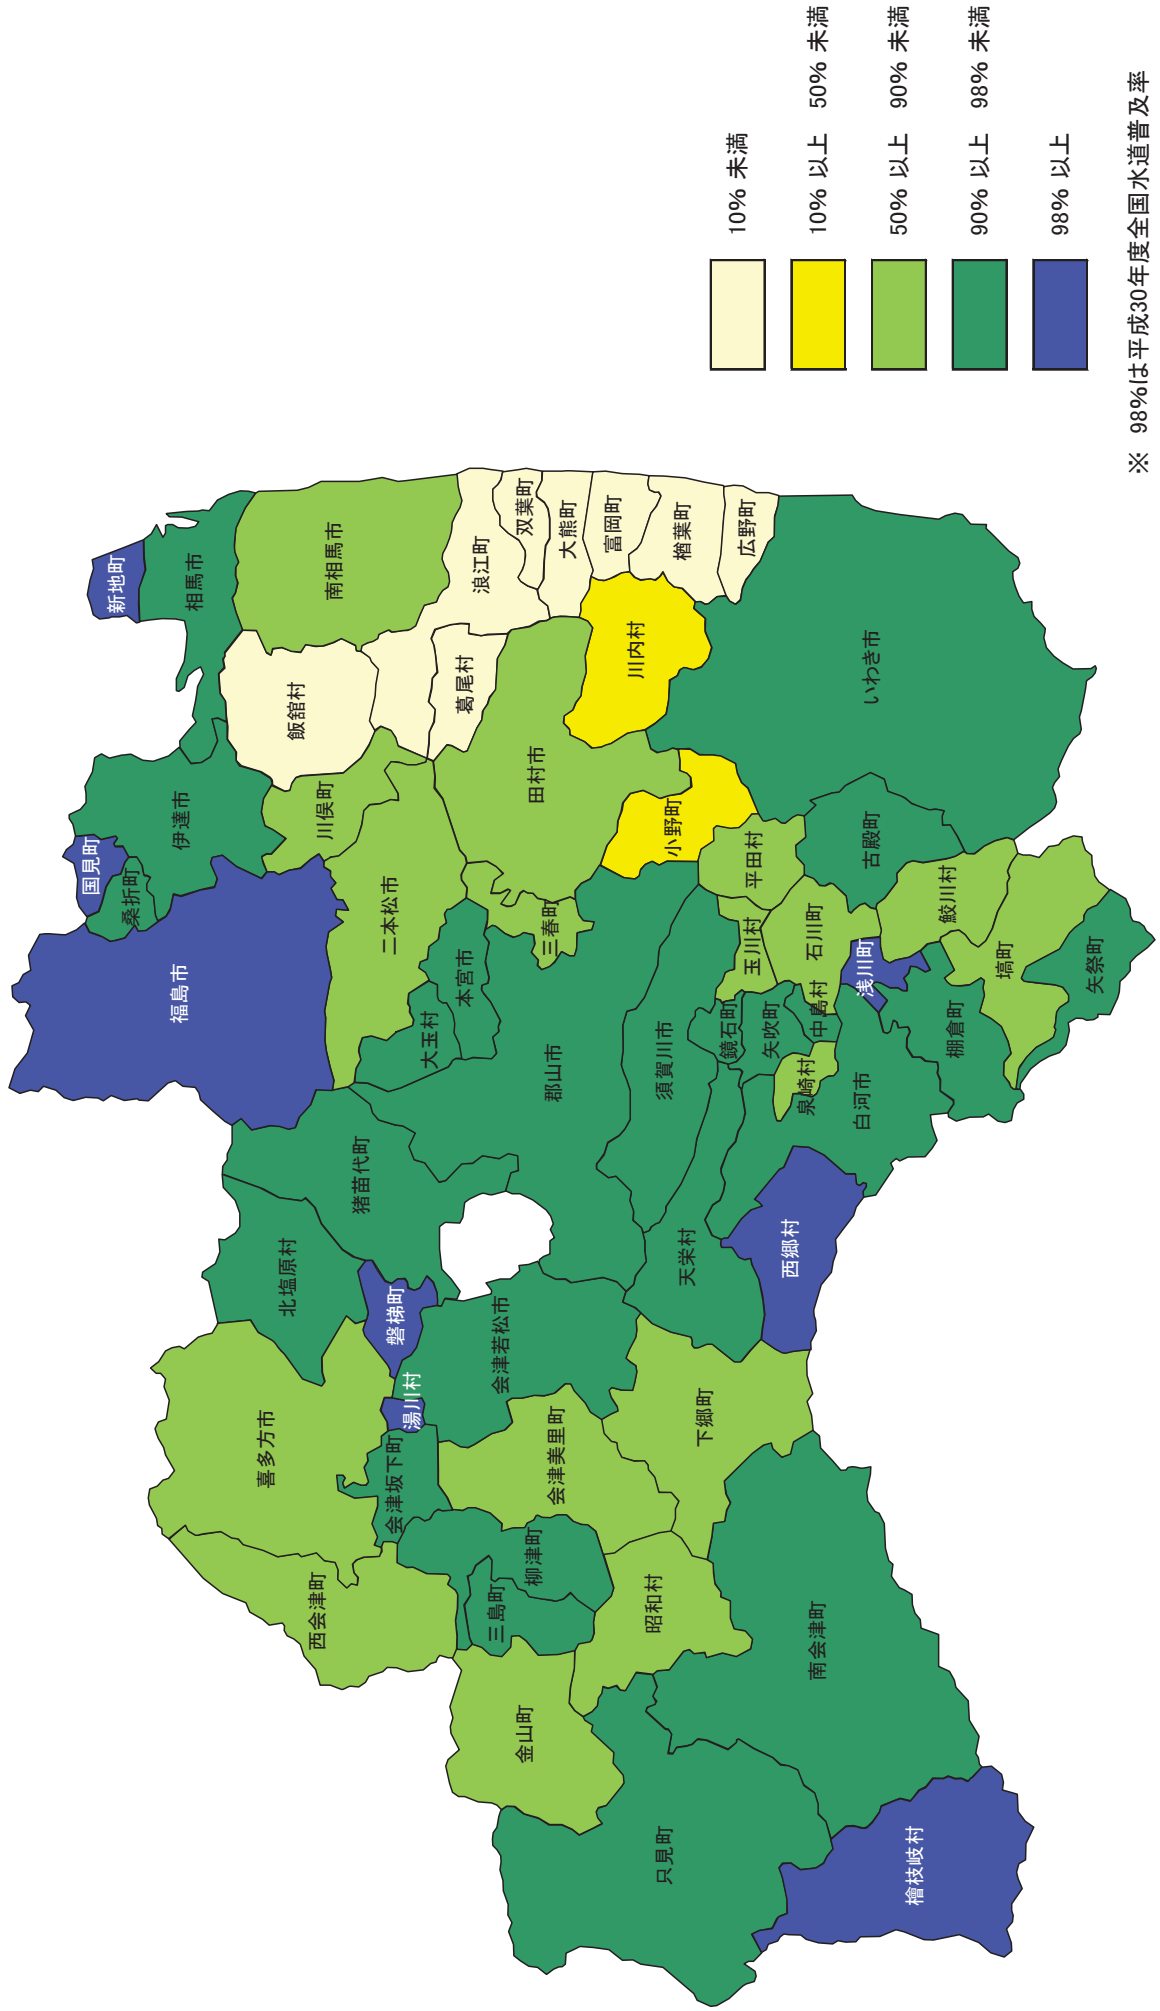 10% 未満
10% 以上 50% 未満
50% 以上 90% 未満
90% 以上 98% 未満
98% 以上
※ 98%は平成30年度全国水道普及率
新地町
相馬市
南相馬市
浪江町
双葉町
大熊町
富岡町
楢葉町
広野町
飯舘村
葛尾村
川内村
いわき市
伊達市
国見町
桑折町
川俣町
田村市
小野町
平田村
古殿町
福島市
二本松市
三春町
本宮市
大玉村
玉川村
石川町
浅川町
鮫川村
塙町
矢祭町
郡山市
須賀川市
鏡石町
矢吹町
中島村
泉崎村
白河市
棚倉町
猪苗代町
北塩原村
磐梯町
天栄村
西郷村
会津若松市
湯川村
喜多方市
会津坂下町
会津美里町
下郷町
西会津町
柳津町
三島町
昭和村
南会津町
金山町
只見町
檜枝岐村